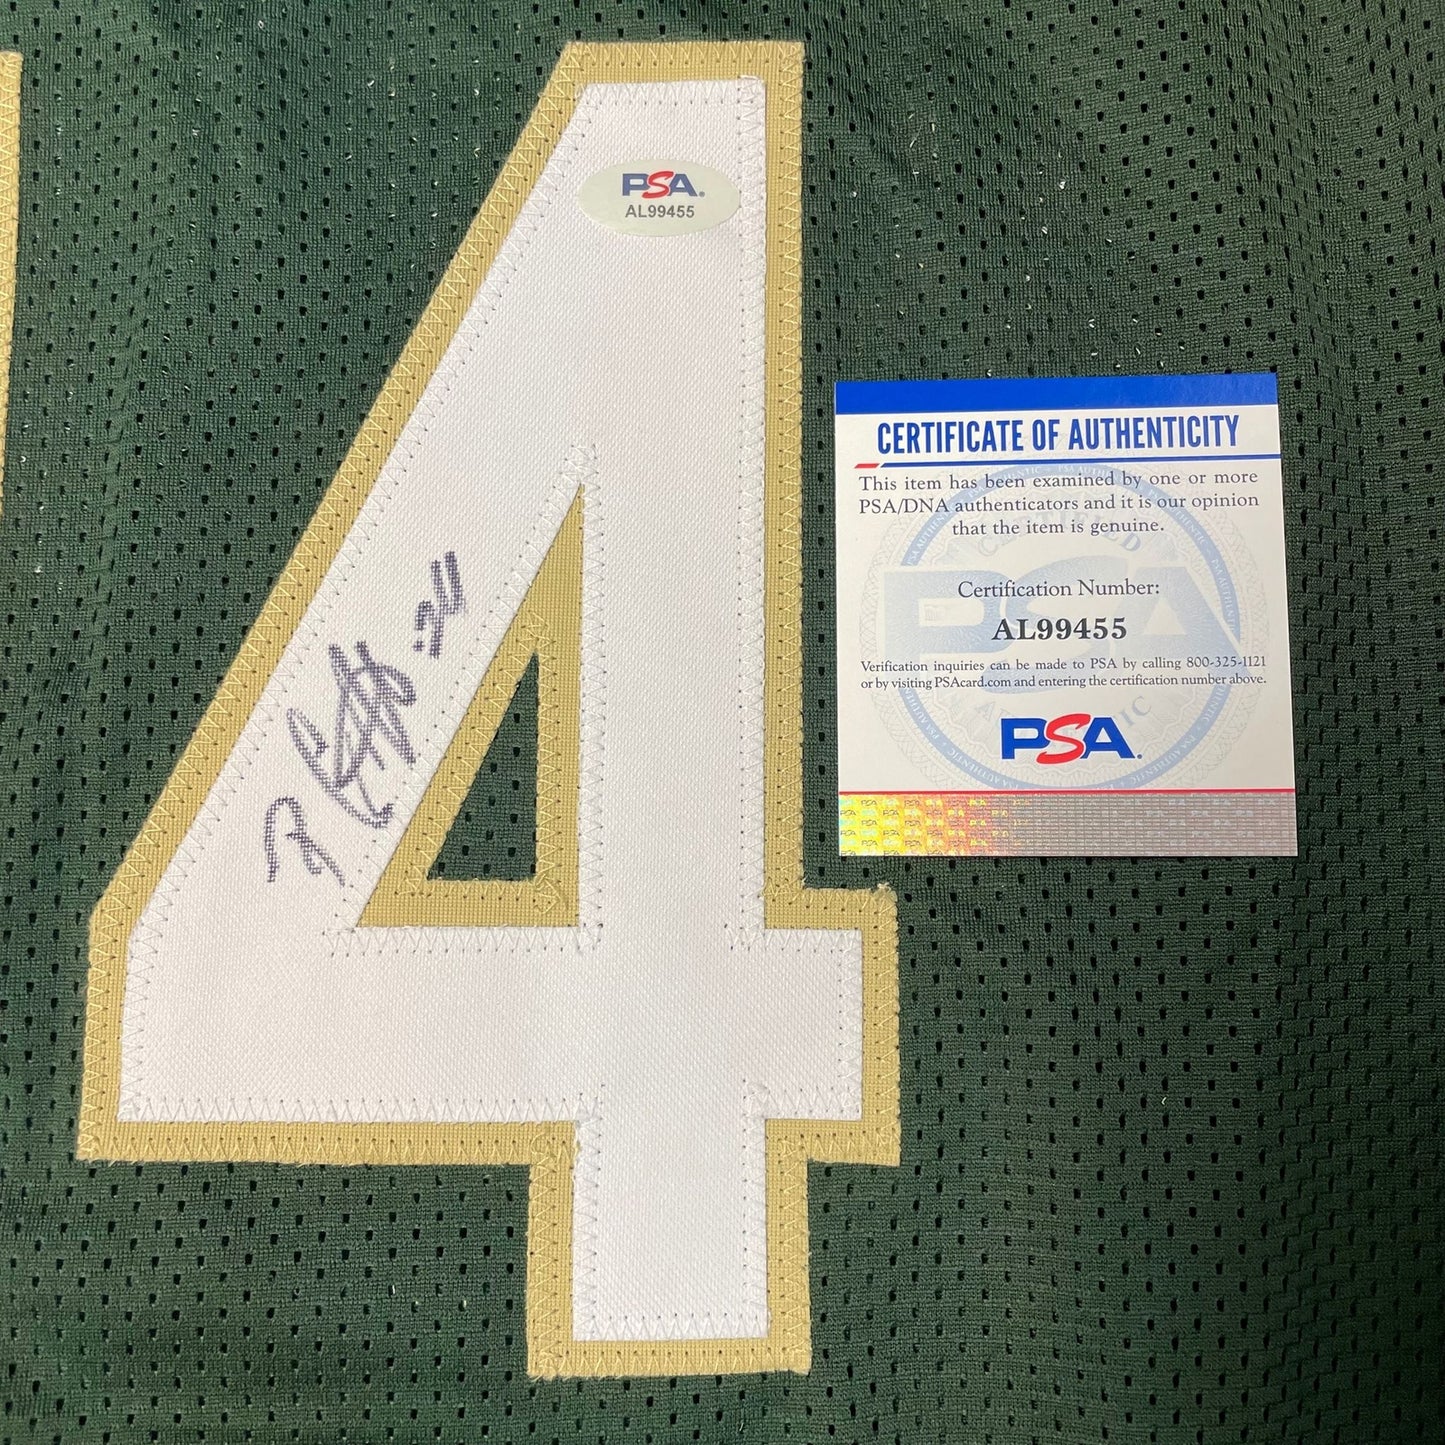 4
PSA®
AL99455
CERTIFICATE OF AUTHENTICITY
This item has been examined by one or more
PSA/DNA authenticators and it is our opinion
that the item is genuine.
Certification Number:
AL99455
Verification inquiries can be made to PSA by calling 800-325-1121
or by visiting PSAcard.com and entering the certification number above.
PSA®